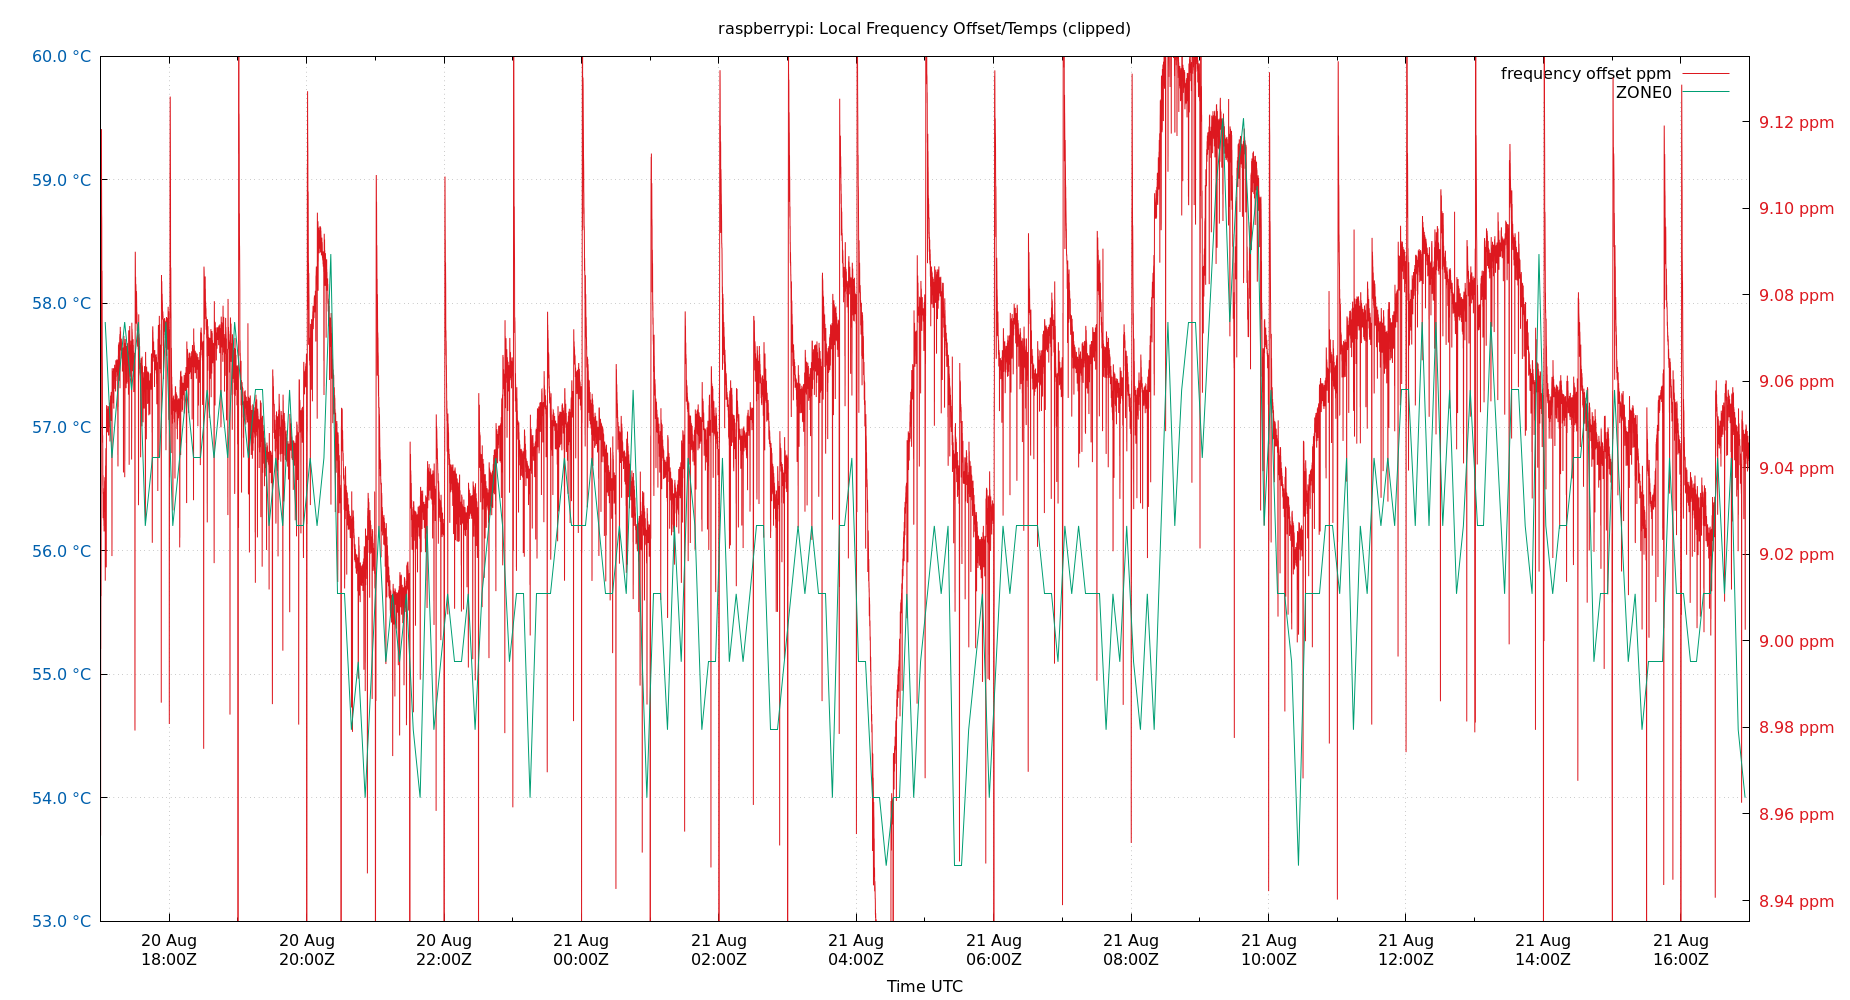 raspberrypi: Local Frequency Offset/Temps (clipped)
frequency offset ppm
ZONE0
60.0 °C
59.0 °C
58.0 °C
57.0 °C
56.0 °C
55.0 °C
54.0 °C
53.0 °C
9.12 ppm
9.10 ppm
9.08 ppm
9.06 ppm
9.04 ppm
9.02 ppm
9.00 ppm
8.98 ppm
8.96 ppm
8.94 ppm
20 Aug 20 Aug 20 Aug 21 Aug 21 Aug 21 Aug 21 Aug 21 Aug 21 Aug 21 Aug 21 Aug 21 Aug
18:00Z 20:00Z 22:00Z 00:00Z 02:00Z 04:00Z 06:00Z 08:00Z 10:00Z 12:00Z 14:00Z 16:00Z
Time UTC